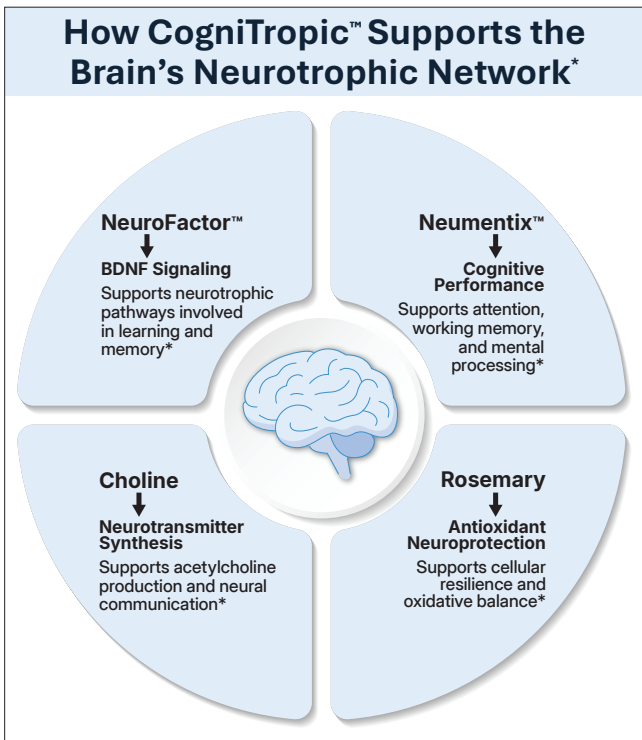 How CogniTropic™ Supports the
Brain's Neurotrophic Network*
NeuroFactor™
BDNF Signaling
Supports neurotrophic
pathways involved
in learning and
memory*
Neumentix™
Cognitive
Performance
Supports attention,
working memory,
and mental
processing*
Choline
Neurotransmitter
Synthesis
Supports acetylcholine
production and neural
communication*
Rosemary
Antioxidant
Neuroprotection
Supports cellular
resilience and
oxidative balance*